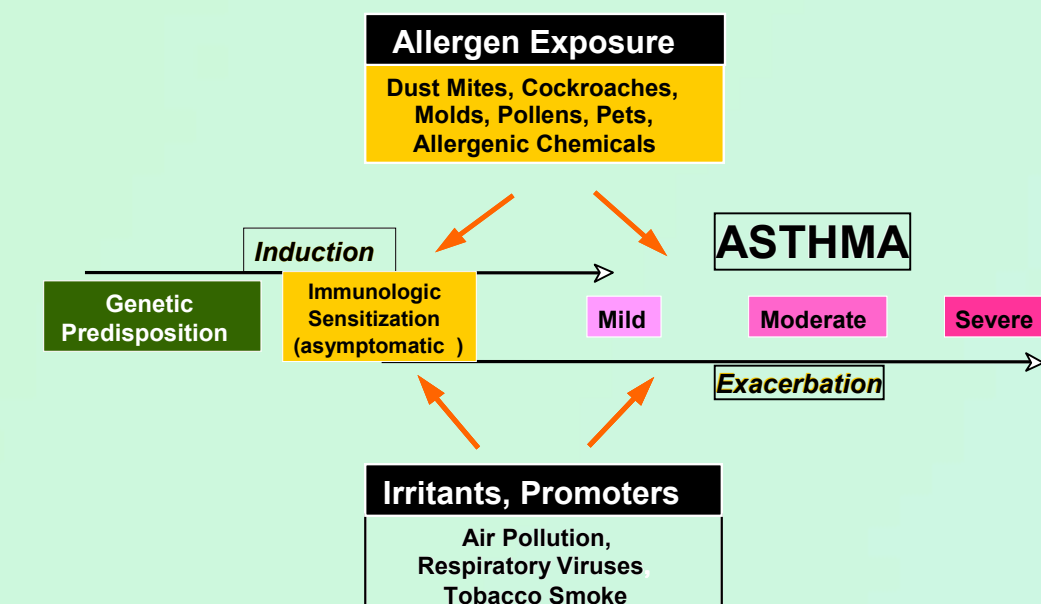 Allergen Exposure
Dust Mites, Cockroaches,
Molds, Pollens, Pets,
Allergenic Chemicals
Induction
ASTHMA
Genetic
Predisposition
Immunologic
Sensitization
(asymptomatic )
Mild
Moderate
Severe
Exacerbation
Irritants, Promoters
Air Pollution,
Respiratory Viruses,
Tobacco Smoke